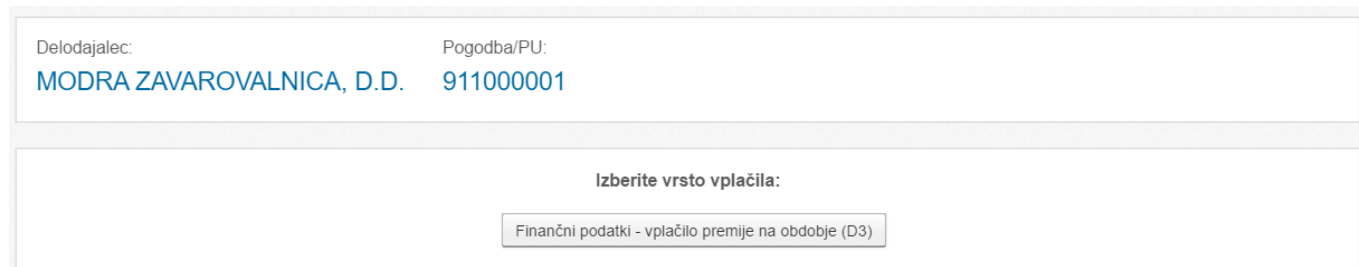 Delodajalec: Pogodba/PU:
MODRA ZAVAROVALNICA, D.D. 911000001
Izberite vrsto vplačila:
Finančni podatki - vplačilo premije na obdobje (D3)